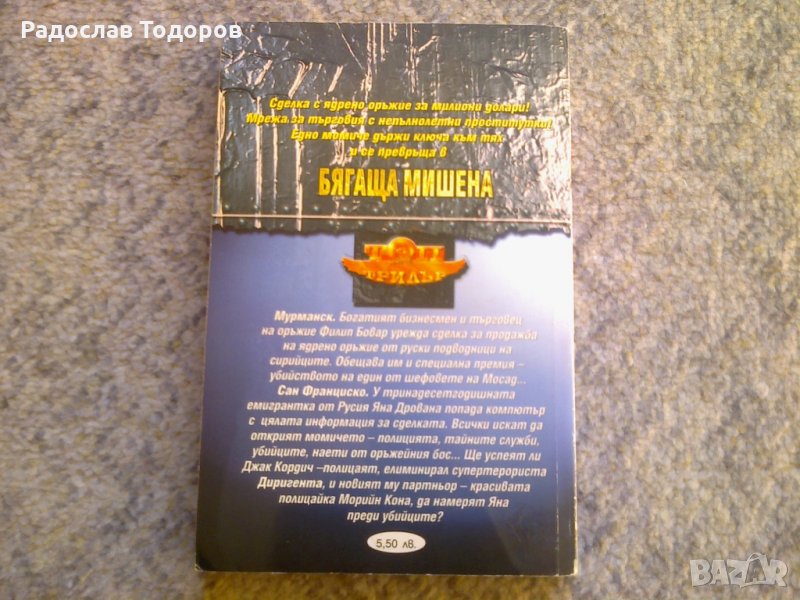 Радослав Тодоров
Сделка с ядрено оръжие за милиони долари!
Мрежа за търговия с непълнолетни проститутки!
Едно момиче държи ключа към тях
и се превръща в
БЯГАЩА МИШЕНА
ТОП
ТРИЛЪР
Мурманск. Богатият бизнесмен и търговец
на оръжие Филип Бовар урежда сделка за продажба
на ядрено оръжие от руски подводници на
сирийците. Обещава им и специална премия –
убийството на един от шефовете на Мосад...
Сан Франциско. У тринадесетгодишната
емигрантка от Русия Яна Дрована попада компютър
с цялата информация за сделката. Всички искат да
открият момичето – полицията, тайните служби,
убийците, наети от оръжейния бос... Ще успеят ли
Джак Кордич –полицаят, елиминирал супертерориста
Диригента, и новият му партньор – красивата
полицайка Морийн Кона, да намерят Яна
преди убийците?
5,50 лв.
BAZAR